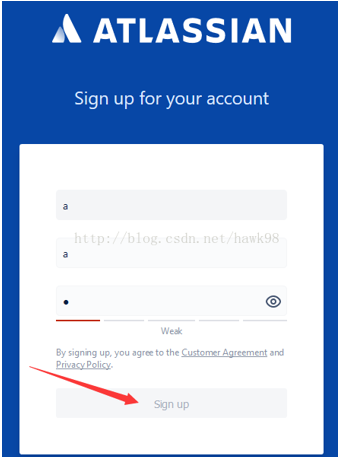 ATLASSIAN
Sign up for your account
a
http://blog.csdn.net/hawk98
a
Weak
By signing up, you agree to the Customer Agreement and
Privacy Policy.
Sign up